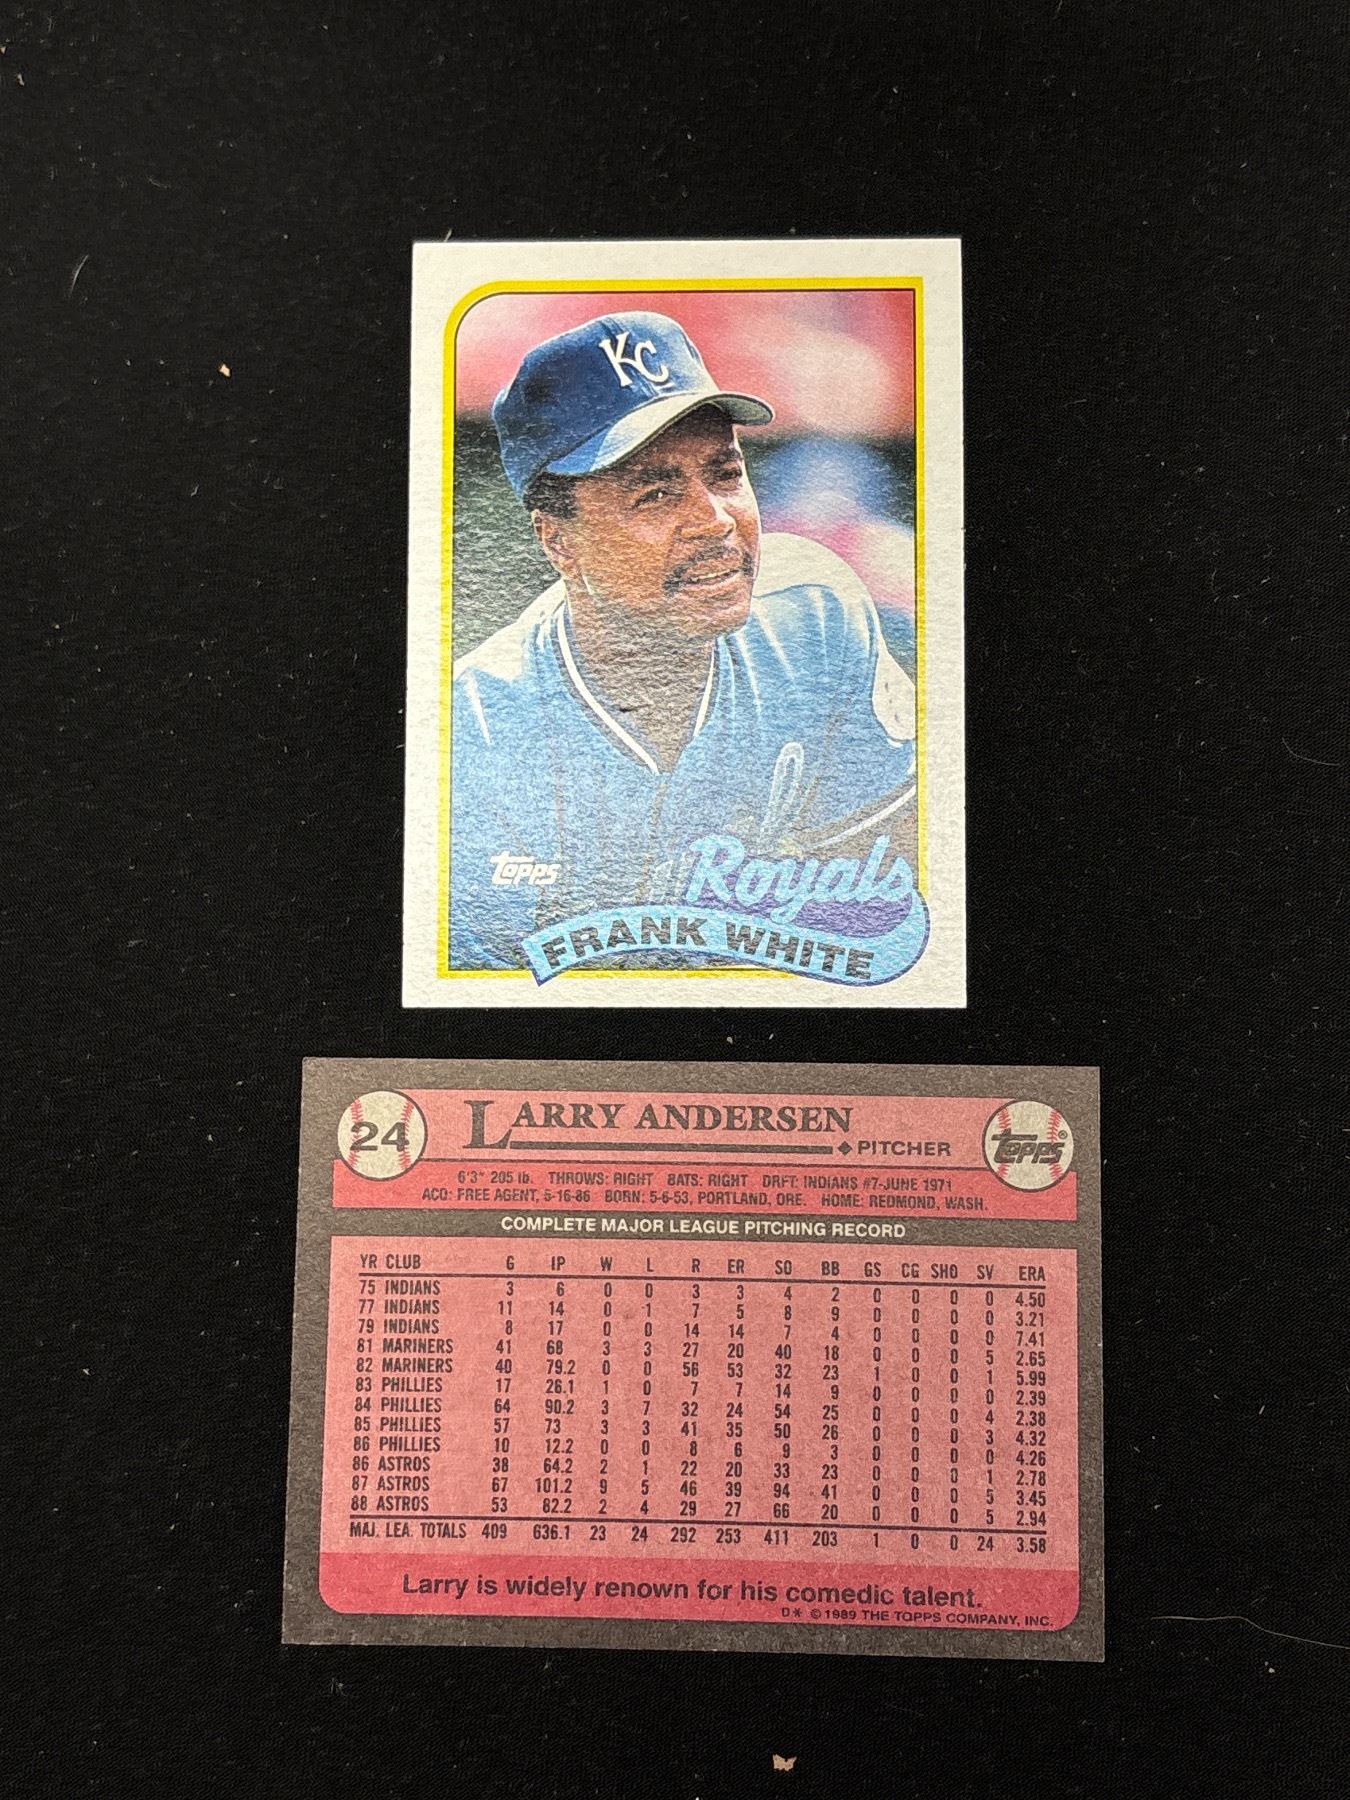 KC
topps
Royals
FRANK WHITE
24
LARRY ANDERSEN
PITCHER
topps®
6'3" 205 lb. THROWS: RIGHT BATS: RIGHT DRFT: INDIANS #7-JUNE 1971
ACQ: FREE AGENT, 5-16-86 BORN: 5-6-53, PORTLAND, ORE. HOME: REDMOND, WASH.
COMPLETE MAJOR LEAGUE PITCHING RECORD
YR CLUB G IP W L R ER SO BB GS CG SHO SV ERA
75 INDIANS 3 6 0 0 3 3 4 2 0 0 0 0 4.50
77 INDIANS 11 14 0 1 7 5 8 9 0 0 0 0 3.21
79 INDIANS 8 17 0 0 14 14 7 4 0 0 0 0 7.41
81 MARINERS 41 68 3 3 27 20 40 18 0 0 0 5 2.65
82 MARINERS 40 79.2 0 0 56 53 32 23 1 0 0 1 5.99
83 PHILLIES 17 26.1 1 0 7 7 14 9 0 0 0 0 2.39
84 PHILLIES 64 90.2 3 7 32 24 54 25 0 0 0 4 2.38
85 PHILLIES 57 73 3 3 41 35 50 26 0 0 0 3 4.32
86 PHILLIES 10 12.2 0 0 8 6 9 3 0 0 0 0 4.26
86 ASTROS 38 64.2 2 1 22 20 33 23 0 0 0 1 2.78
87 ASTROS 67 101.2 9 5 46 39 94 41 0 0 0 5 3.45
88 ASTROS 53 82.2 2 4 29 27 66 20 0 0 0 5 2.94
MAJ. LEA. TOTALS 409 636.1 23 24 292 253 411 203 1 0 0 24 3.58
Larry is widely renown for his comedic talent.
D* ©1989 THE TOPPS COMPANY, INC.